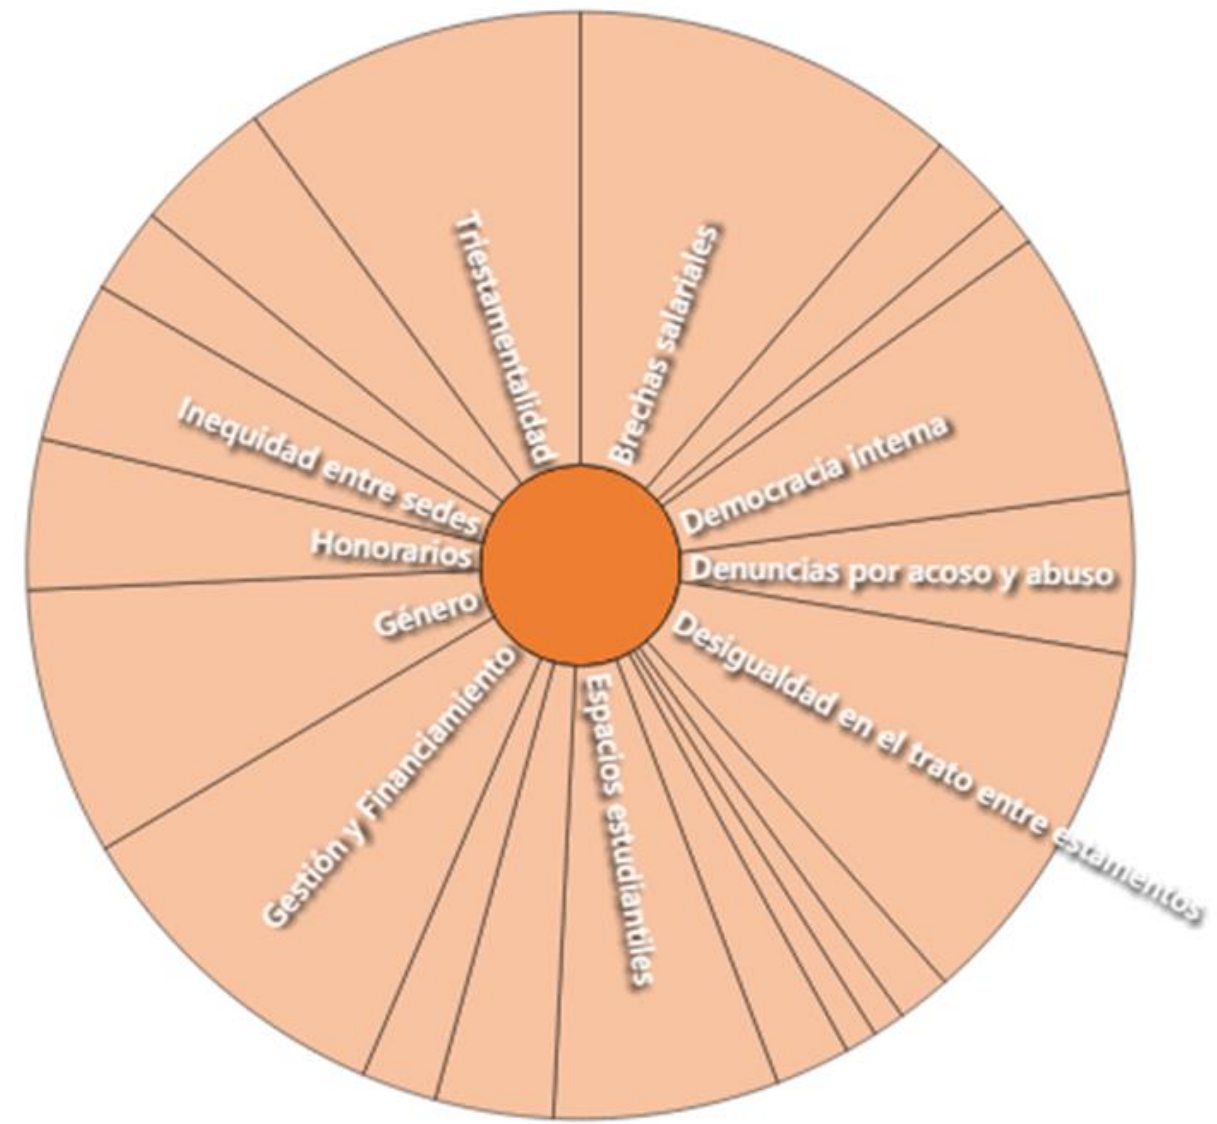 Brechas salariales
Democracia interna
Denuncias por acoso y abuso
Desigualdad en el trato entre estamentos
Espacios estudiantiles
Gestión y Financiamiento
Género
Honorarios
Inequidad entre sedes
Triestamentalidad